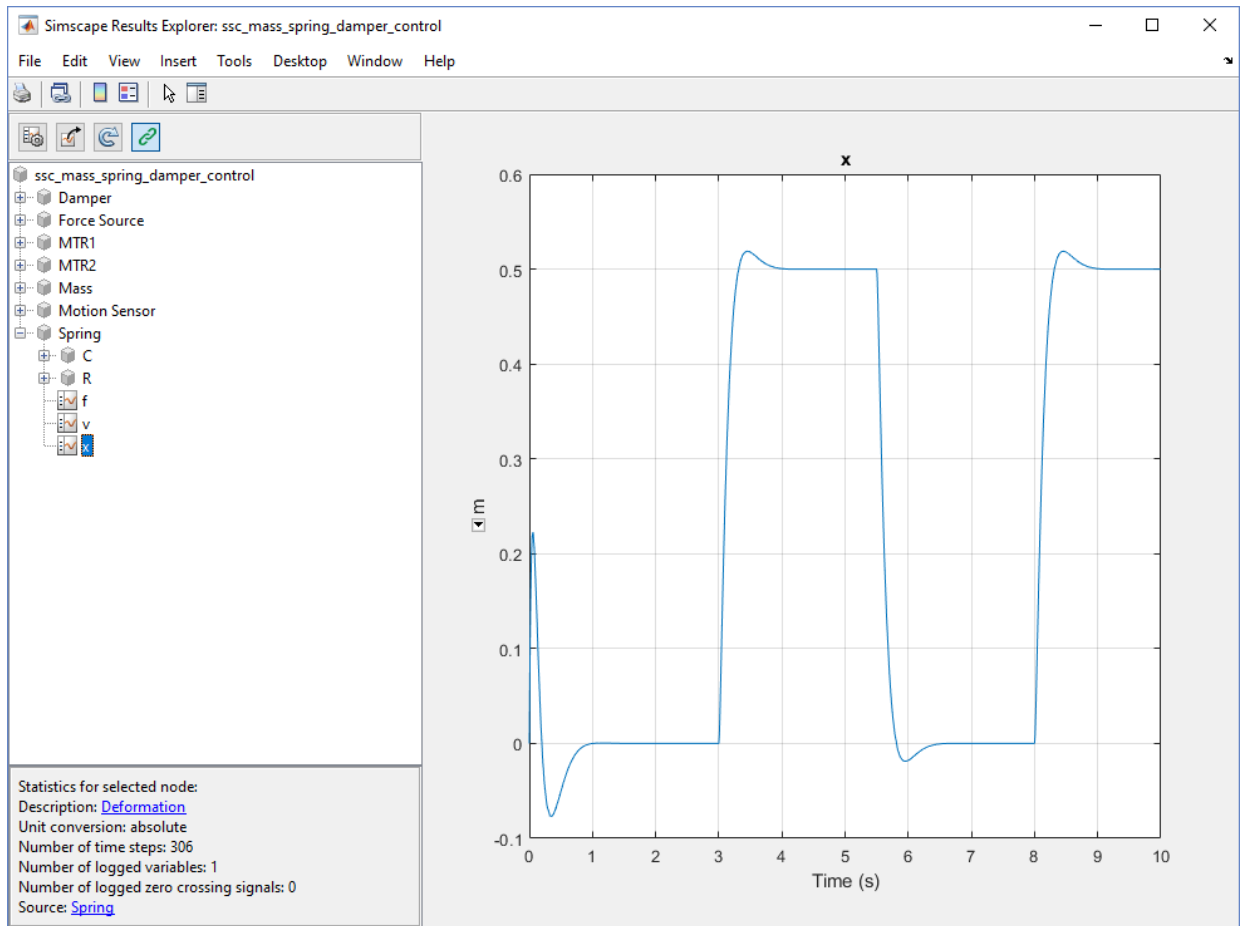 Simscape Results Explorer: ssc_mass_spring_damper_control
File Edit View Insert Tools Desktop Window Help
ssc_mass_spring_damper_control
Damper
Force Source
MTR1
MTR2
Mass
Motion Sensor
Spring
C
R
f
v
x
Statistics for selected node:
Description: Deformation
Unit conversion: absolute
Number of time steps: 306
Number of logged variables: 1
Number of logged zero crossing signals: 0
Source: Spring
x
0.6
0.5
0.4
0.3
0.2
0.1
0
-0.1
m
0 1 2 3 4 5 6 7 8 9 10
Time (s)